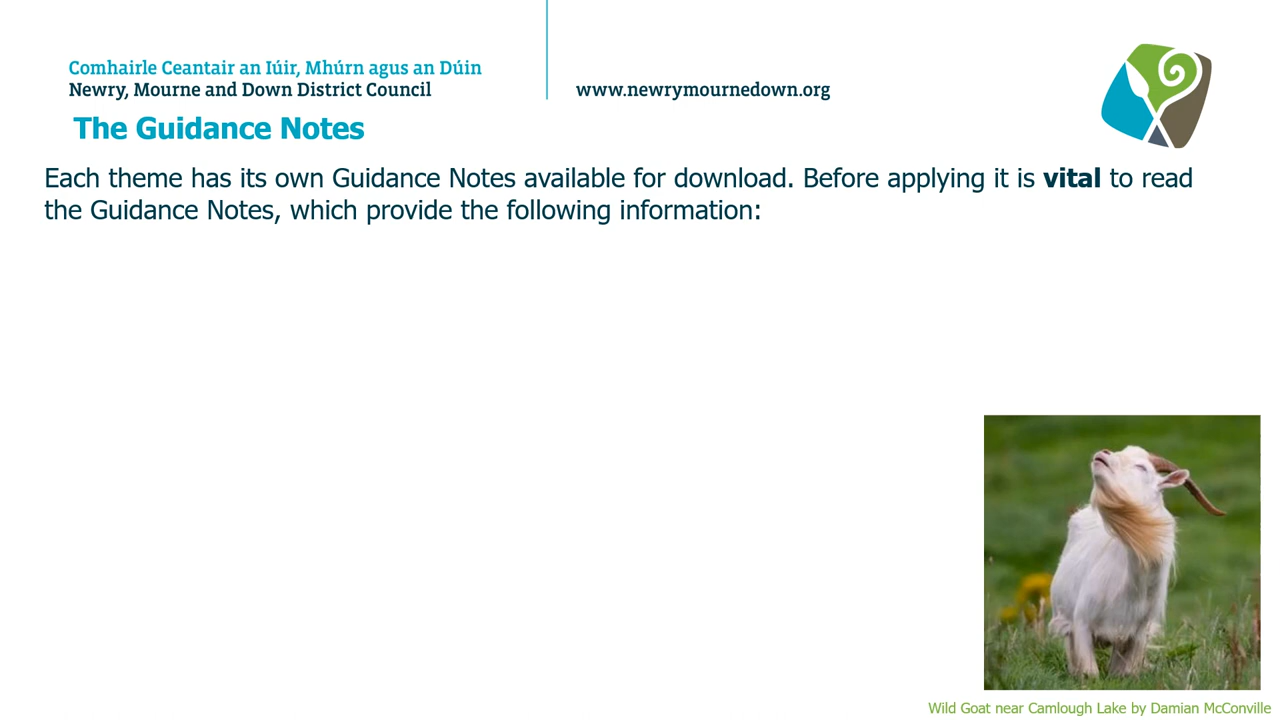 Comhairle Ceantair an Iúir, Mhúrn agus an Dúin
Newry, Mourne and Down District Council
www.newrymournedown.org
The Guidance Notes
Each theme has its own Guidance Notes available for download. Before applying it is vital to read
the Guidance Notes, which provide the following information:
Wild Goat near Camlough Lake by Damian McConville